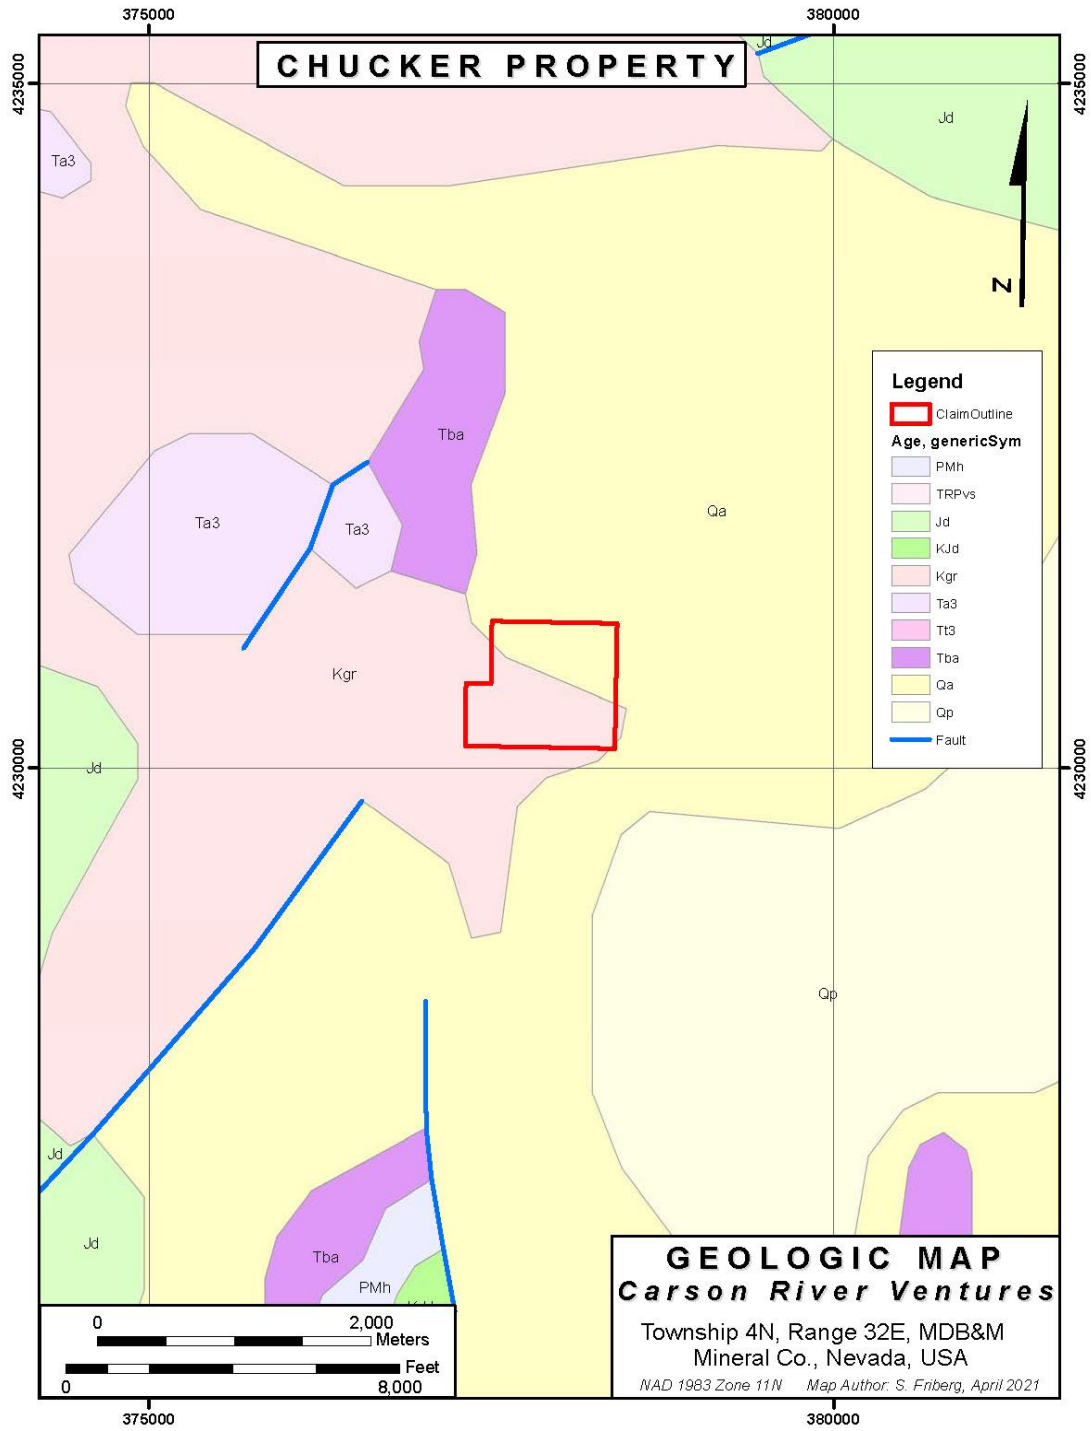 375000
380000
CHUCKER PROPERTY
4235000
4235000
Jd
Jd
Ta3
N
Tba
Ta3
Ta3
Qa
Kgr
Legend
ClaimOutline
Age, genericSym
PMh
TRPvs
Jd
KJd
Kgr
Ta3
Tt3
Tba
Qa
Qp
Fault
4230000
4230000
Jd
Qp
Jd
Jd
Tba
PMh
0
2,000
Meters
Feet
0
8,000
GEOLOGIC MAP
Carson River Ventures
Township 4N, Range 32E, MDB&M
Mineral Co., Nevada, USA
NAD 1983 Zone 11N Map Author: S. Friberg, April 2021
375000
380000